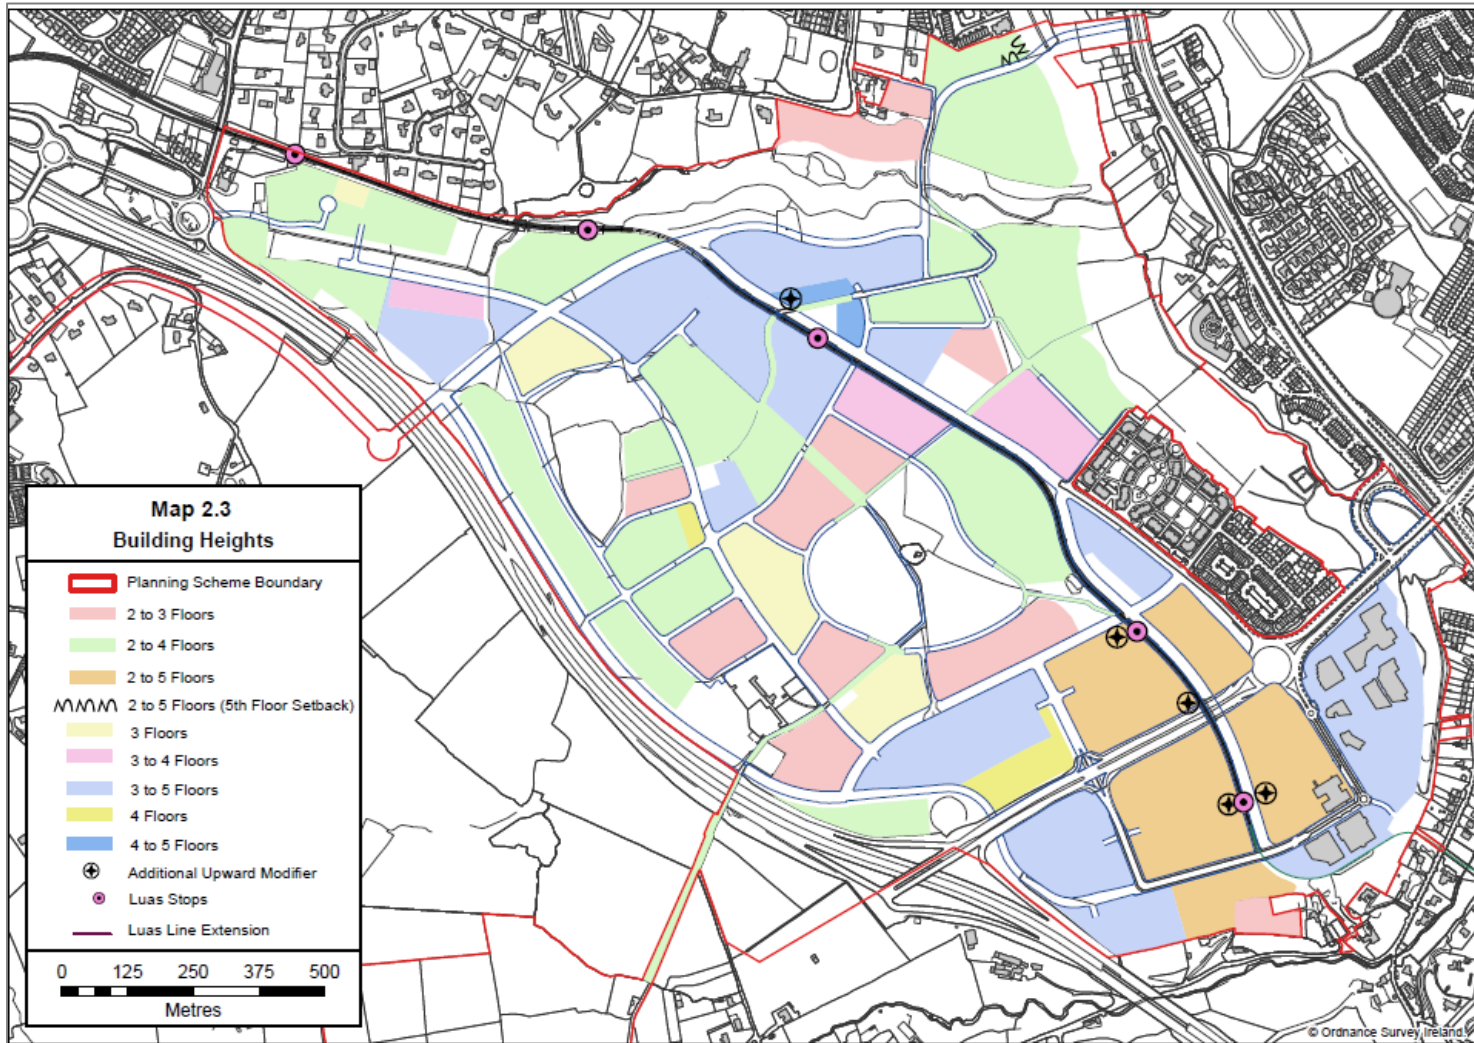 Map 2.3
Building Heights
Planning Scheme Boundary
2 to 3 Floors
2 to 4 Floors
2 to 5 Floors
2 to 5 Floors (5th Floor Setback)
3 Floors
3 to 4 Floors
3 to 5 Floors
4 Floors
4 to 5 Floors
Additional Upward Modifier
Luas Stops
Luas Line Extension
0 125 250 375 500
Metres
© Ordnance Survey Ireland.